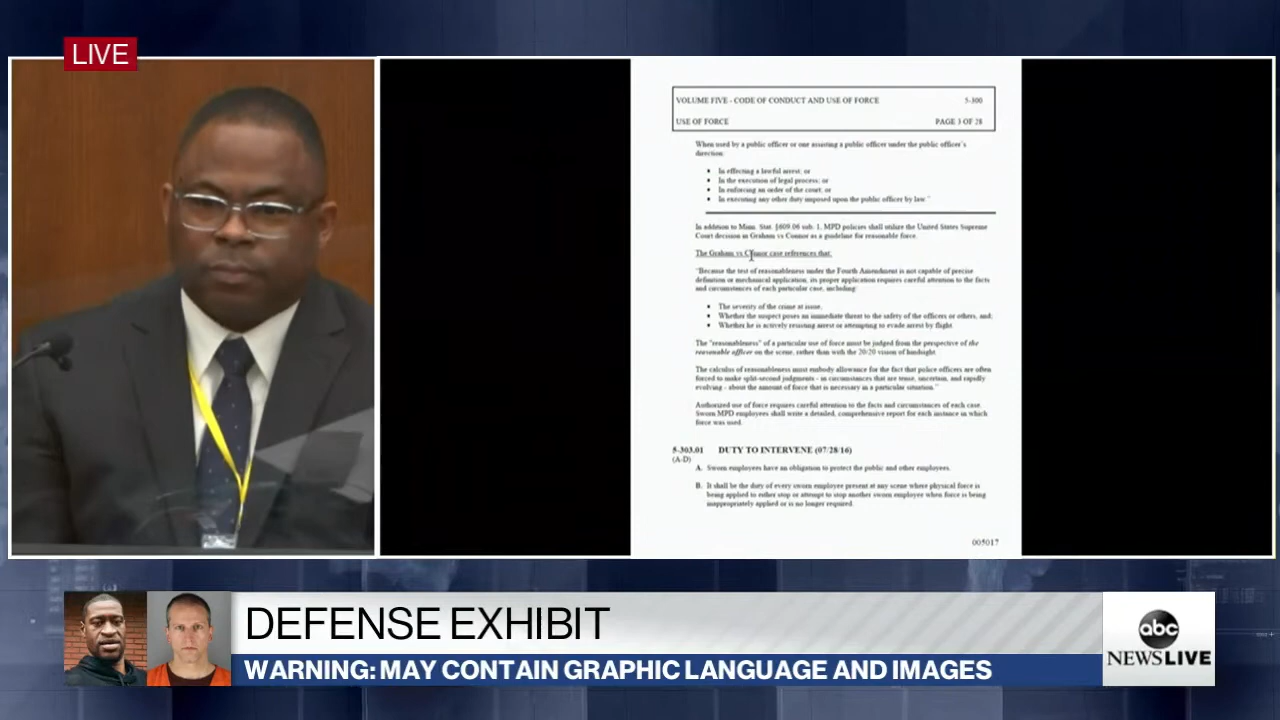 LIVE
VOLUME FIVE - CODE OF CONDUCT AND USE OF FORCE 5-300
USE OF FORCE PAGE 3 OF 28
When used by a public officer or one assisting a public officer under the public officer's
direction:
• In effecting a lawful arrest; or
• In the execution of legal process; or
• In enforcing an order of the court; or
• In executing any other duty imposed upon the public officer by law."
In addition to Minn. Stat. §609.06 sub. 1, MPD policies shall utilize the United States Supreme
Court decision in Graham vs Connor as a guideline for reasonable force.
The Graham vs Connor case references that:
"Because the test of reasonableness under the Fourth Amendment is not capable of precise
definition or mechanical application, its proper application requires careful attention to the facts
and circumstances of each particular case, including:
• The severity of the crime at issue,
• Whether the suspect poses an immediate threat to the safety of the officers or others, and;
• Whether he is actively resisting arrest or attempting to evade arrest by flight.
The "reasonableness" of a particular use of force must be judged from the perspective of the
reasonable officer on the scene, rather than with the 20/20 vision of hindsight.
The calculus of reasonableness must embody allowance for the fact that police officers are often
forced to make split-second judgments - in circumstances that are tense, uncertain, and rapidly
evolving - about the amount of force that is necessary in a particular situation."
Authorized use of force requires careful attention to the facts and circumstances of each case.
Sworn MPD employees shall write a detailed, comprehensive report for each instance in which
force was used.
5-303.01 DUTY TO INTERVENE (07/28/16)
(A-D)
A. Sworn employees have an obligation to protect the public and other employees.
B. It shall be the duty of every sworn employee present at any scene where physical force is
being applied to either stop or attempt to stop another sworn employee when force is being
inappropriately applied or is no longer required.
005017
DEFENSE EXHIBIT
WARNING: MAY CONTAIN GRAPHIC LANGUAGE AND IMAGES
abc
NEWS LIVE